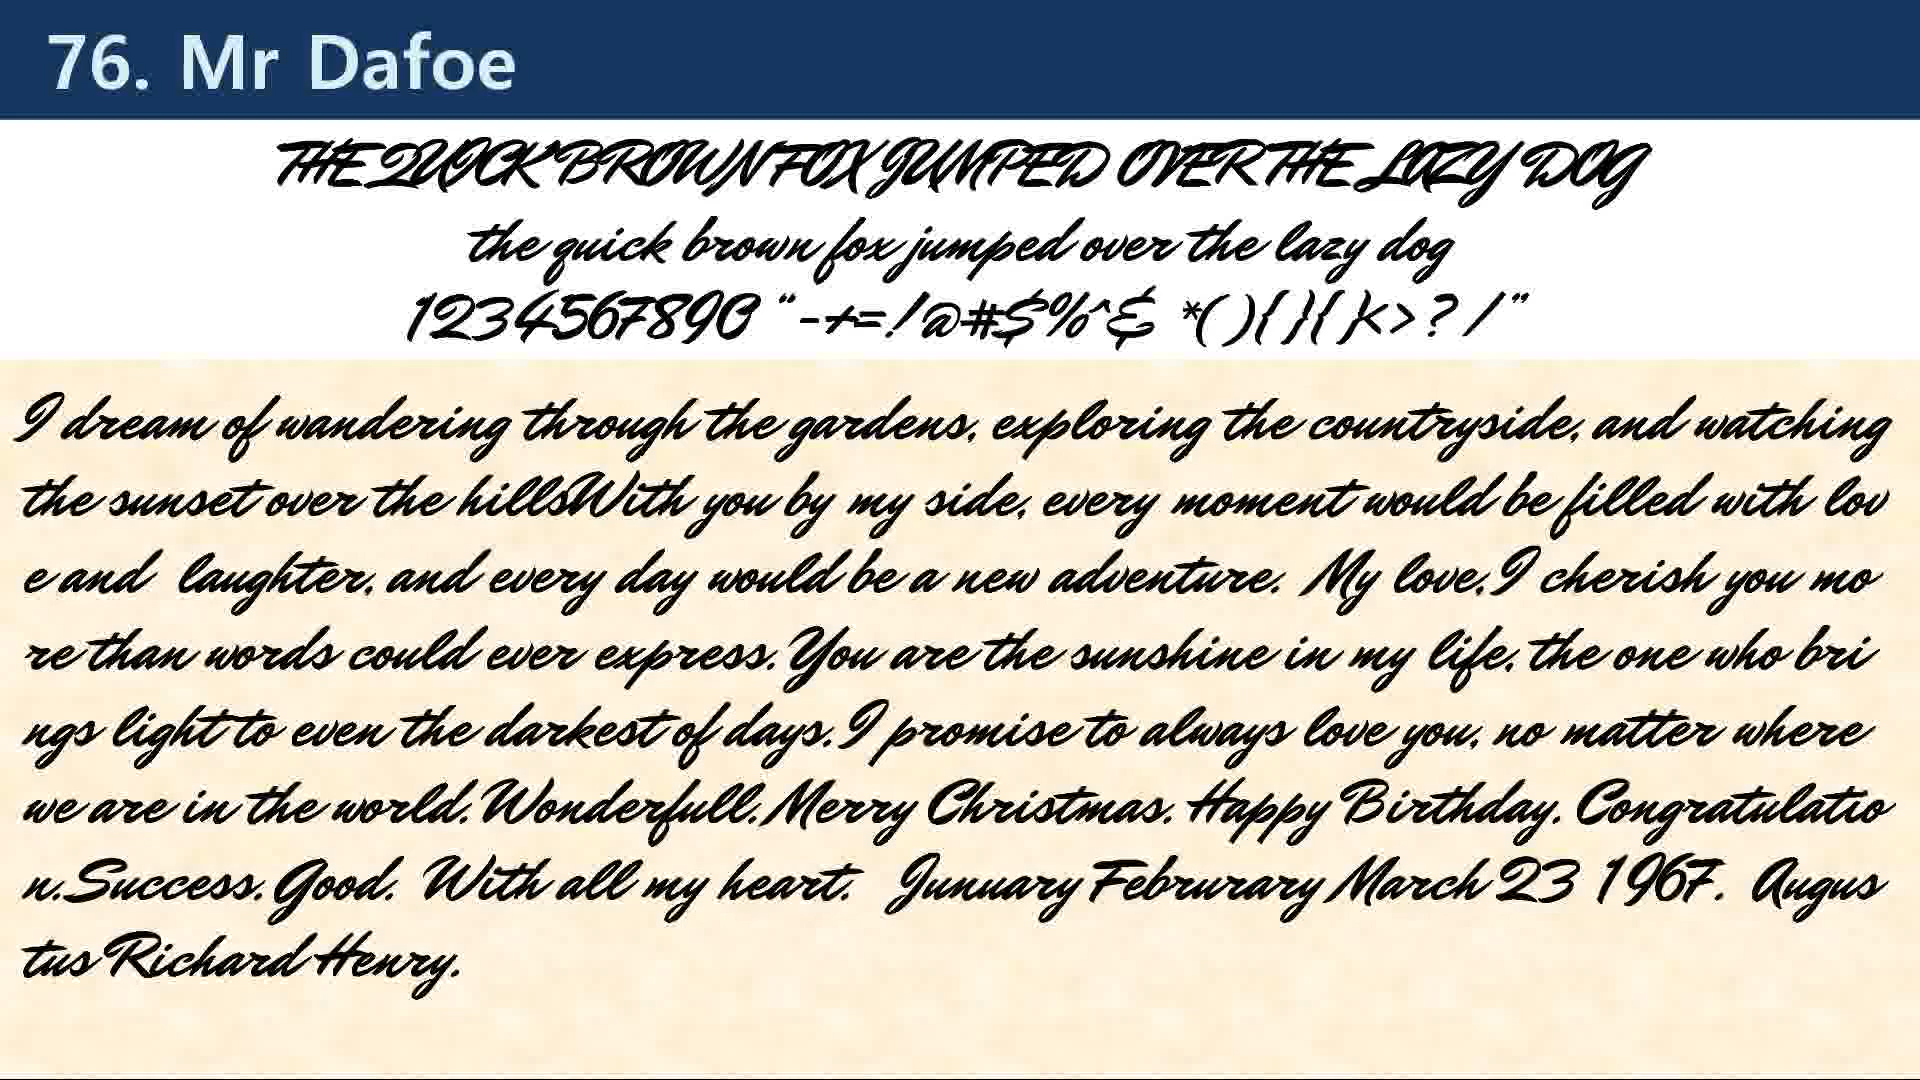 76. Mr Dafoe
THE QUICK BROWN FOX JUMPED OVER THE LAZY DOG
the quick brown fox jumped over the lazy dog
1234567890 “-+=!@#$%^& *( ){ }{ }<>? /”
I dream of wandering through the gardens, exploring the countryside, and watching
the sunset over the hillsWith you by my side, every moment would be filled with lov
e and laughter, and every day would be a new adventure. My love,I cherish you mo
re than words could ever express. You are the sunshine in my life, the one who bri
ngs light to even the darkest of days. I promise to always love you, no matter where
we are in the world. Wonderfull. Merry Christmas. Happy Birthday. Congratulatio
n. Success. Good. With all my heart. Junuary Februrary March 23 1967. Augus
tus Richard Henry.